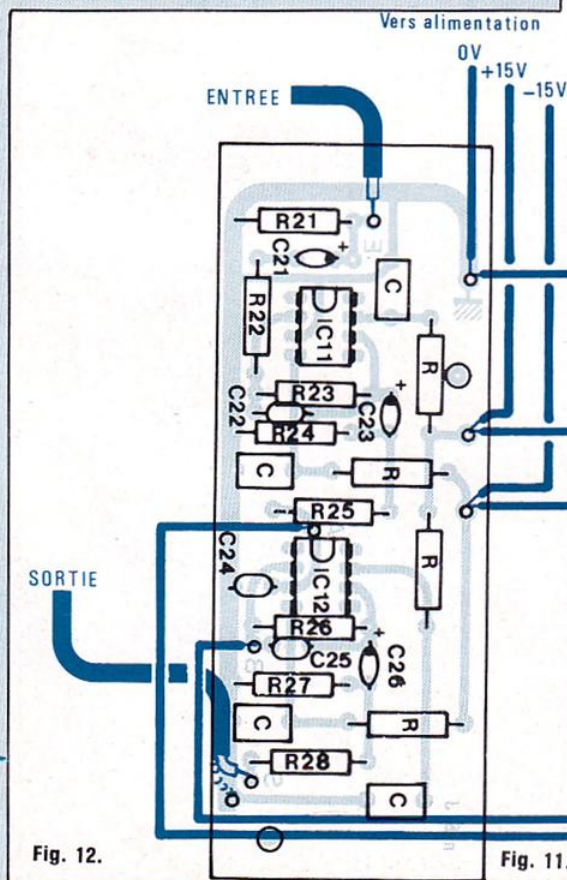 Vers alimentation
0V
+15V
-15V
ENTREE
R21
E
C21
+
C
R22
IC11
R
R23
+
C22
C23
R24
C
R
R25
C24
IC12
R
SORTIE
R26
+
C25
C26
R27
C
R
R28
S
C
Fig. 12.
Fig. 11.